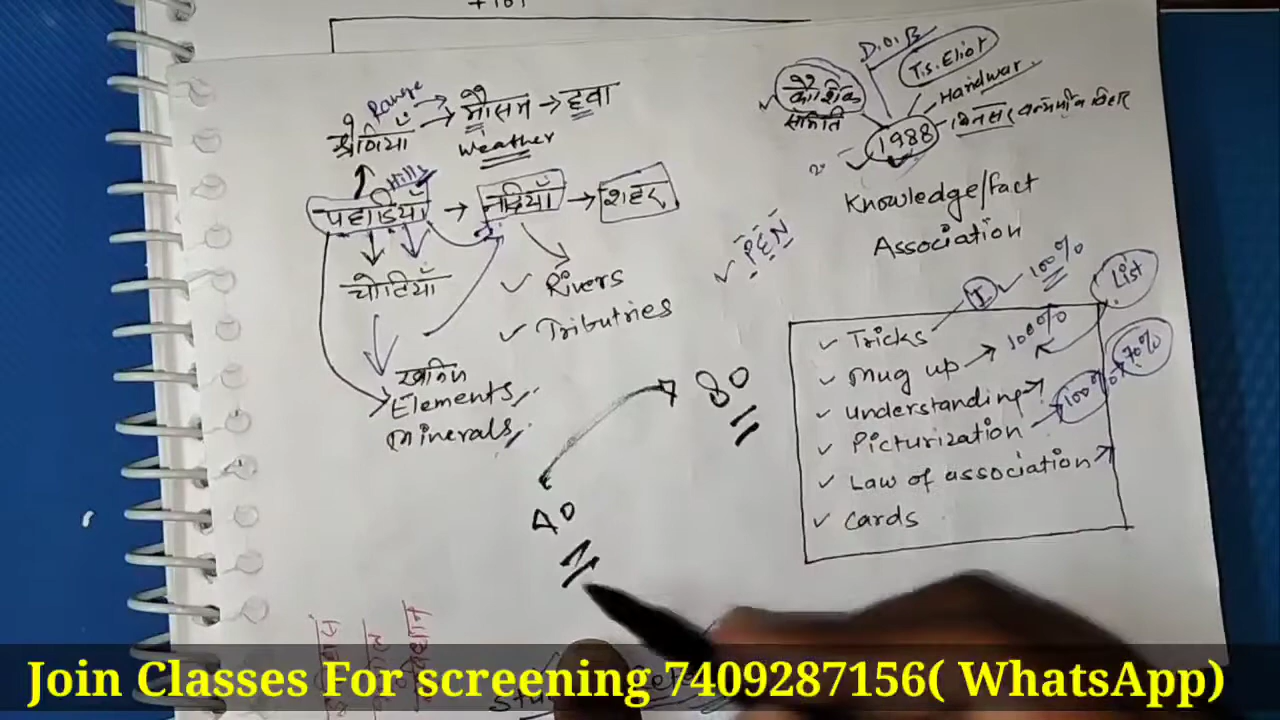 श्रेणियाँ Range → मौसम → हवा
Weather
पहाडियाँ Hills → नदियाँ → शहर
चोटियाँ
✓ Rivers
✓ Tributries
खनिज
Elements
Minerals
✓ PEN
D.O.B
T.S. Eliot
Haridwar
कौशिक
समिति
1988
Knowledge/fact
Association
✓ Tricks
✓ 100%
List
✓ mug up → 100%
✓ understanding
✓ Picturization → 100% 70%
✓ Law of association
✓ Cards
40 → 80
Join Classes For screening 7409287156( WhatsApp)